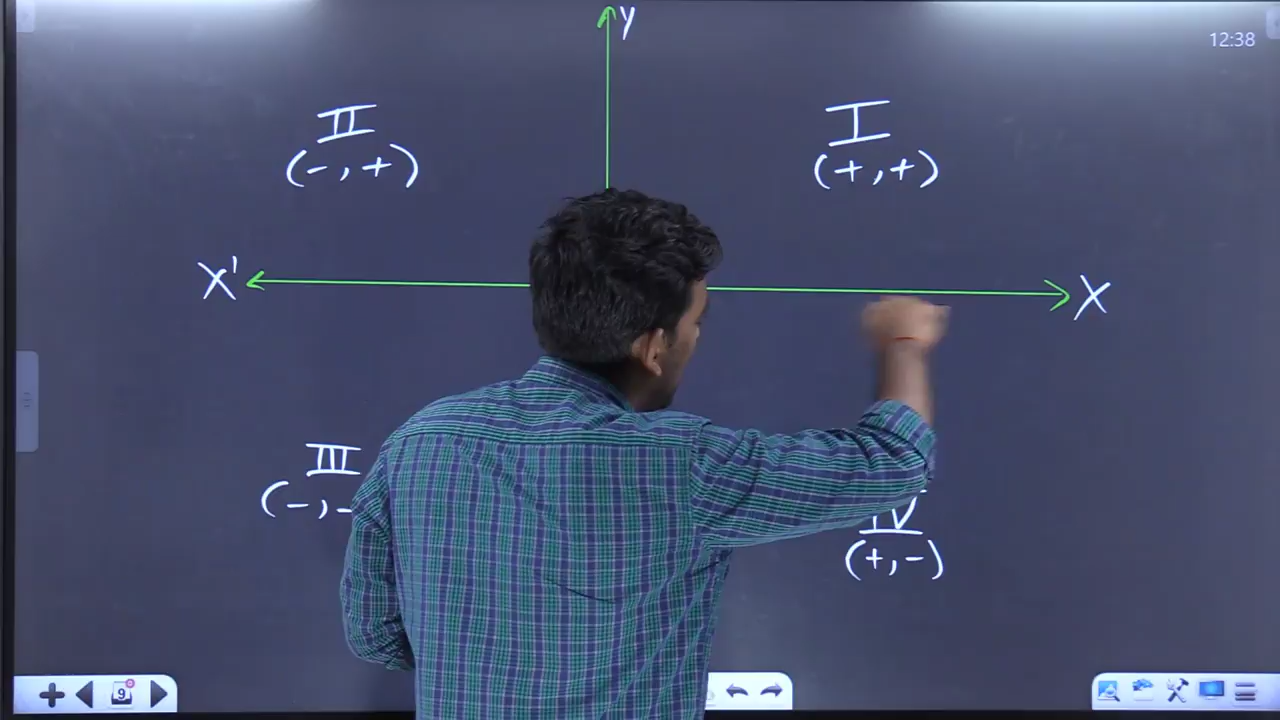 Y
12:38
II
I
(-,+)
(+,+)
X'
X
III
IV
(-,-
(+,-)
9